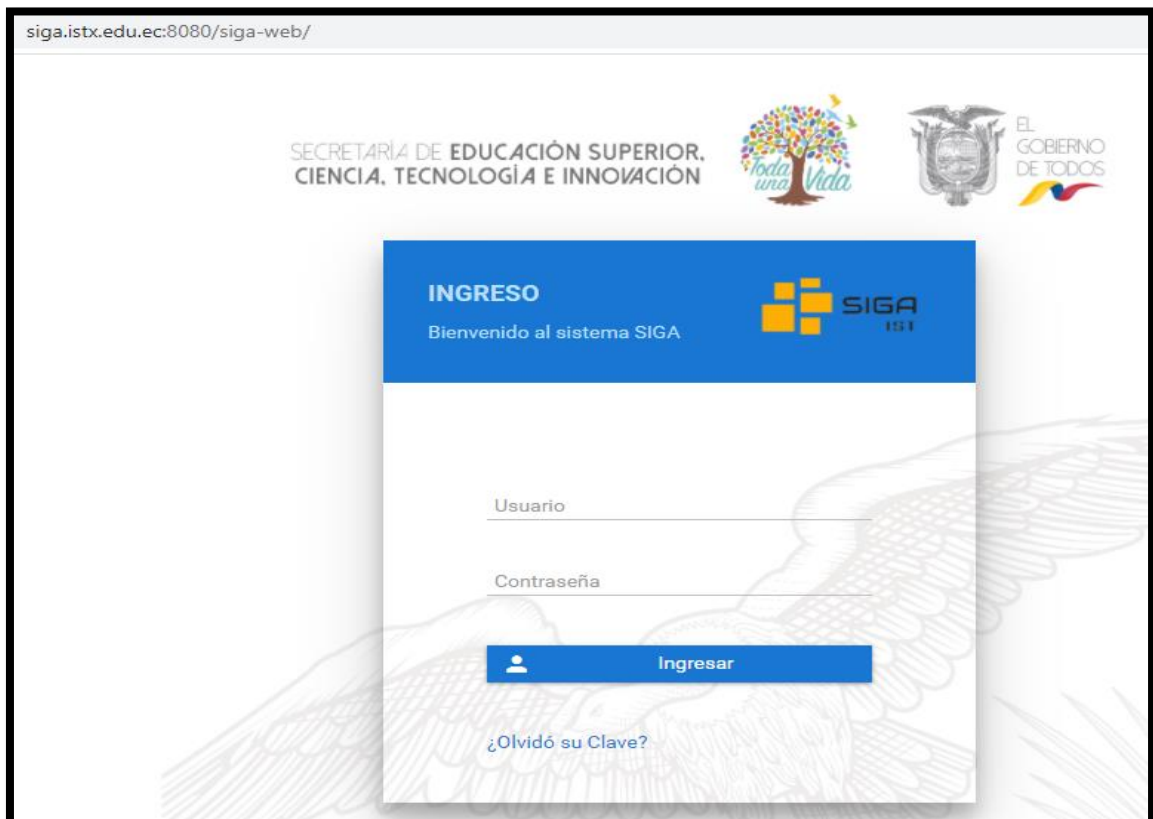 siga.istx.edu.ec:8080/siga-web/
SECRETARÍA DE EDUCACIÓN SUPERIOR,
CIENCIA, TECNOLOGÍA E INNOVACIÓN
Toda
una Vida
EL
GOBIERNO
DE TODOS
INGRESO
Bienvenido al sistema SIGA
SIGA
IST
Usuario
Contraseña
Ingresar
¿Olvidó su Clave?